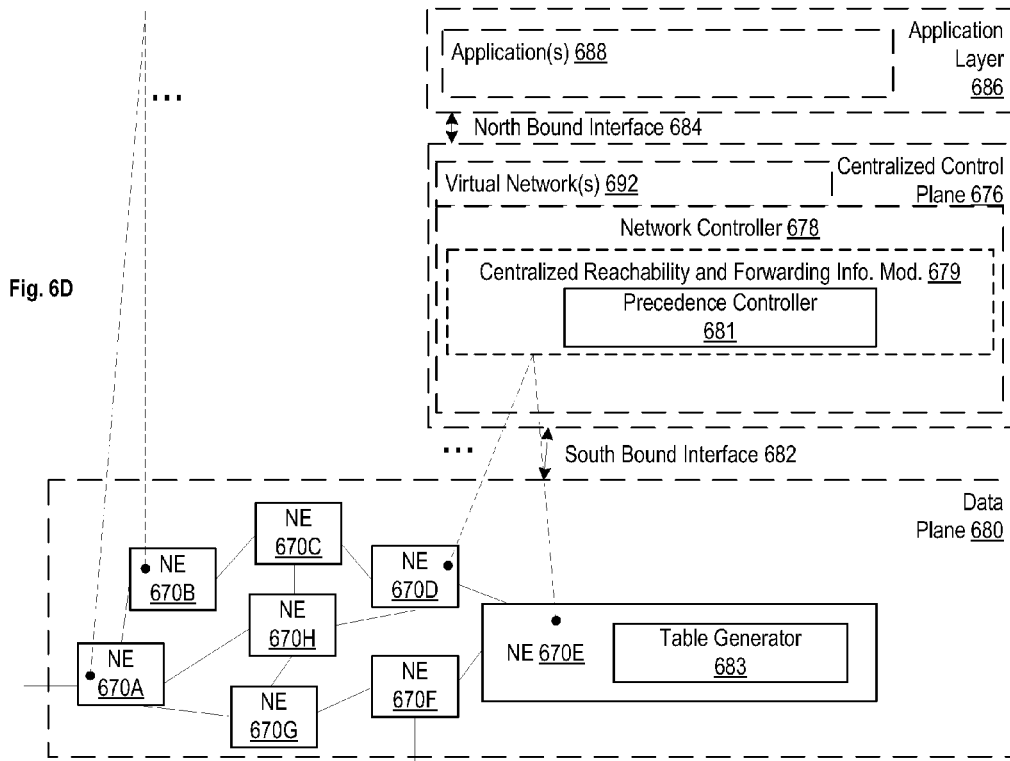 Application(s) 688
Application
Layer
686
...
North Bound Interface 684
Virtual Network(s) 692
Centralized Control
Plane 676
Network Controller 678
Fig. 6D
Centralized Reachability and Forwarding Info. Mod. 679
Precedence Controller
681
...
South Bound Interface 682
Data
Plane 680
NE
670C
NE
670B
NE
670D
NE
670H
NE
670A
NE 670E
Table Generator
683
NE
670F
NE
670G